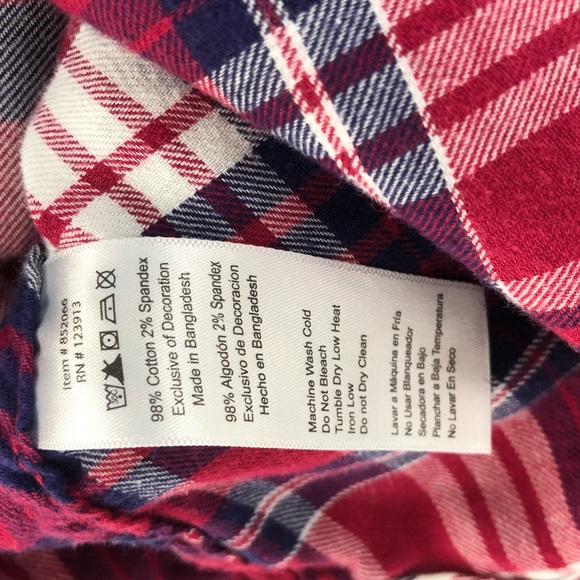 Item # 852066
RN # 123913
98% Cotton 2% Spandex
Exclusive of Decoration
Made in Bangladesh
98% Algodón 2% Spandex
Exclusivo de Decoracion
Hecho en Bangladesh
Machine Wash Cold
Do Not Bleach
Tumble Dry Low Heat
Iron Low
Do not Dry Clean
Lavar a Máquina en Fría
No Usar Blanqueador
Secadora en Bajo
Planchar a Baja Temperatura
No Lavar En Seco